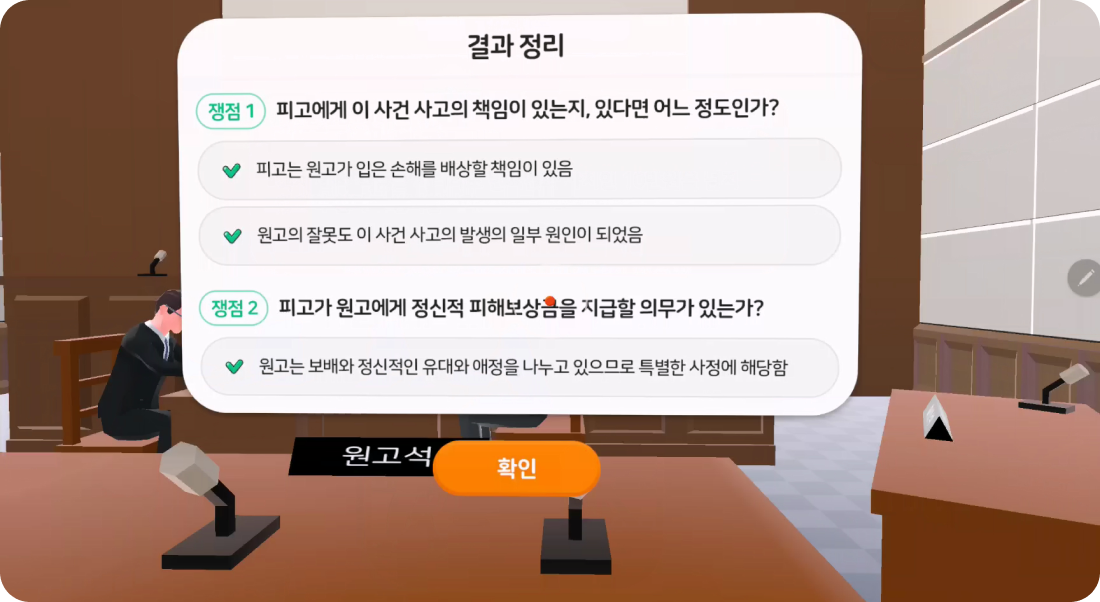 결과 정리
쟁점 1 피고에게 이 사건 사고의 책임이 있는지, 있다면 어느 정도인가?
피고는 원고가 입은 손해를 배상할 책임이 있음
원고의 잘못도 이 사건 사고의 발생의 일부 원인이 되었음
쟁점 2 피고가 원고에게 정신적 피해보상금을 지급할 의무가 있는가?
원고는 보배와 정신적인 유대와 애정을 나누고 있으므로 특별한 사정에 해당함
원고석
확인